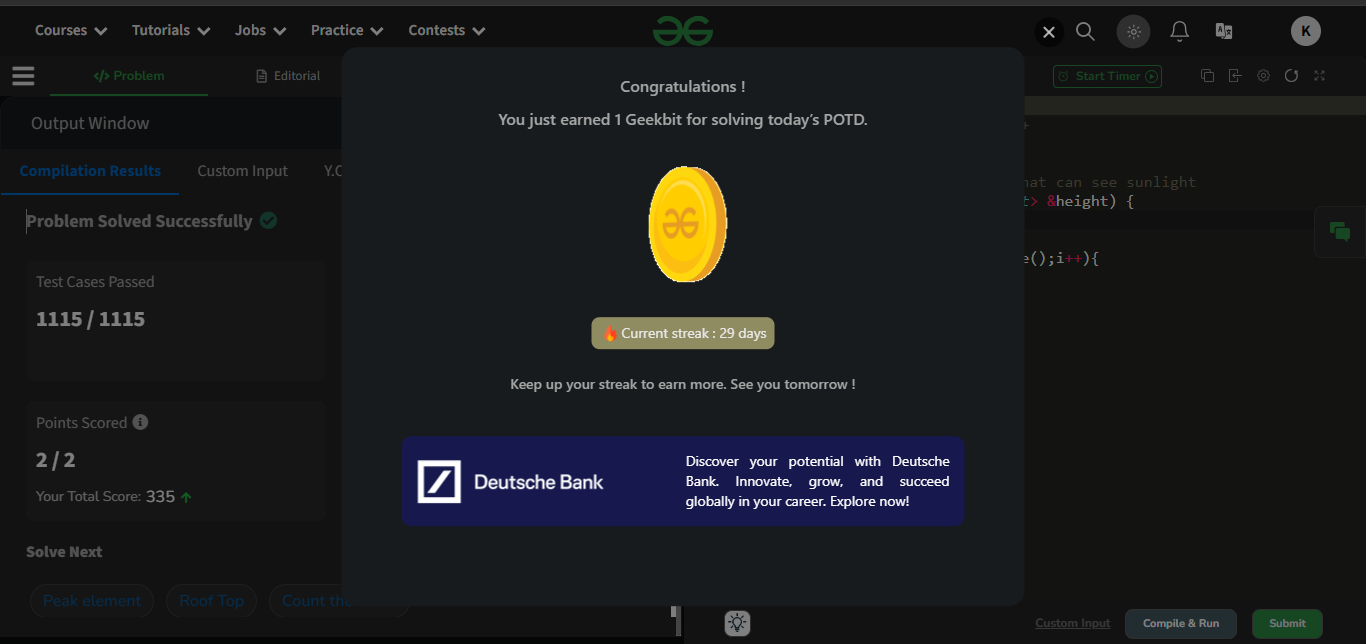 Courses Tutorials Jobs Practice Contests
K
</> Problem Editorial
Start Timer
Output Window
Compilation Results Custom Input Y.C
Problem Solved Successfully
Test Cases Passed
1115 / 1115
Points Scored
2 / 2
Your Total Score: 335
Solve Next
Peak element Roof Top Count the
Congratulations !
You just earned 1 Geekbit for solving today's POTD.
🔥 Current streak : 29 days
Keep up your streak to earn more. See you tomorrow !
Deutsche Bank
Discover your potential with Deutsche
Bank. Innovate, grow, and succeed
globally in your career. Explore now!
+
hat can see sunlight
t> &height) {
e();i++){
Custom Input Compile & Run Submit